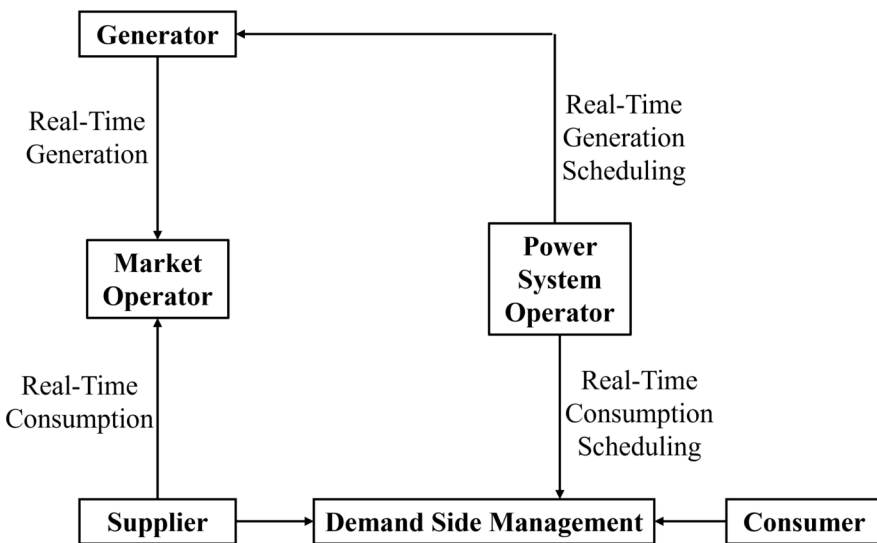 Generator
Real-Time
Generation
Real-Time
Generation
Scheduling
Market
Operator
Power
System
Operator
Real-Time
Consumption
Real-Time
Consumption
Scheduling
Supplier
Demand Side Management
Consumer